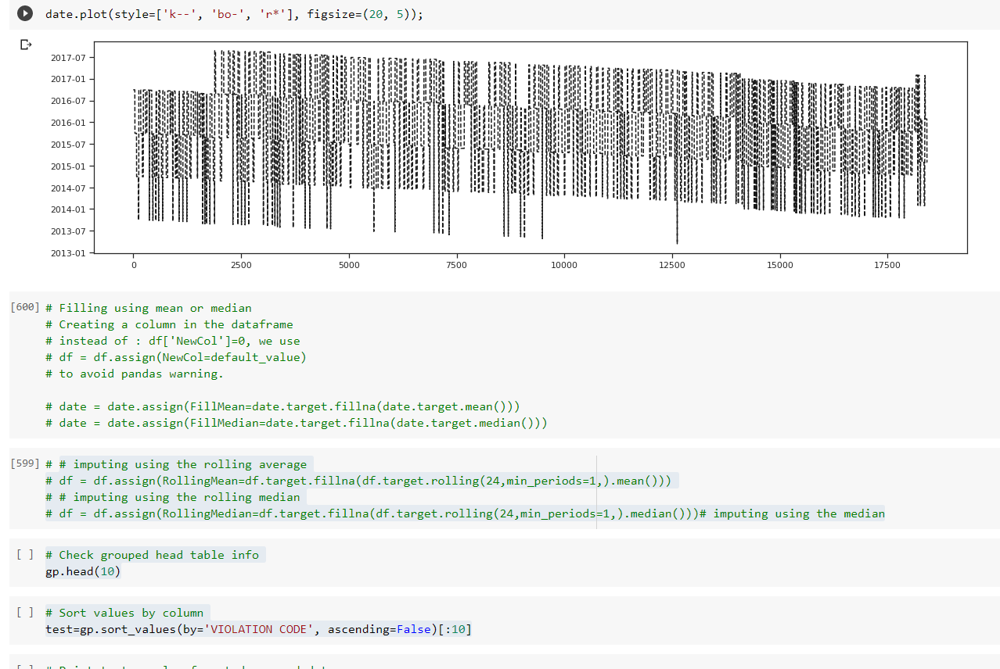 date.plot(style=['k--', 'bo-', 'r*'], figsize=(20, 5));
2017-07
2017-01
2016-07
2016-01
2015-07
2015-01
2014-07
2014-01
2013-07
2013-01
0 2500 5000 7500 10000 12500 15000 17500
[600] # Filling using mean or median
# Creating a column in the dataframe
# instead of : df['NewCol']=0, we use
# df = df.assign(NewCol=default_value)
# to avoid pandas warning.
# date = date.assign(FillMean=date.target.fillna(date.target.mean()))
# date = date.assign(FillMedian=date.target.fillna(date.target.median()))
[599] # # imputing using the rolling average
# df = df.assign(RollingMean=df.target.fillna(df.target.rolling(24,min_periods=1,).mean()))
# # imputing using the rolling median
# df = df.assign(RollingMedian=df.target.fillna(df.target.rolling(24,min_periods=1,).median()))# imputing using the median
[ ] # Check grouped head table info
gp.head(10)
[ ] # Sort values by column
test=gp.sort_values(by='VIOLATION CODE', ascending=False)[:10]